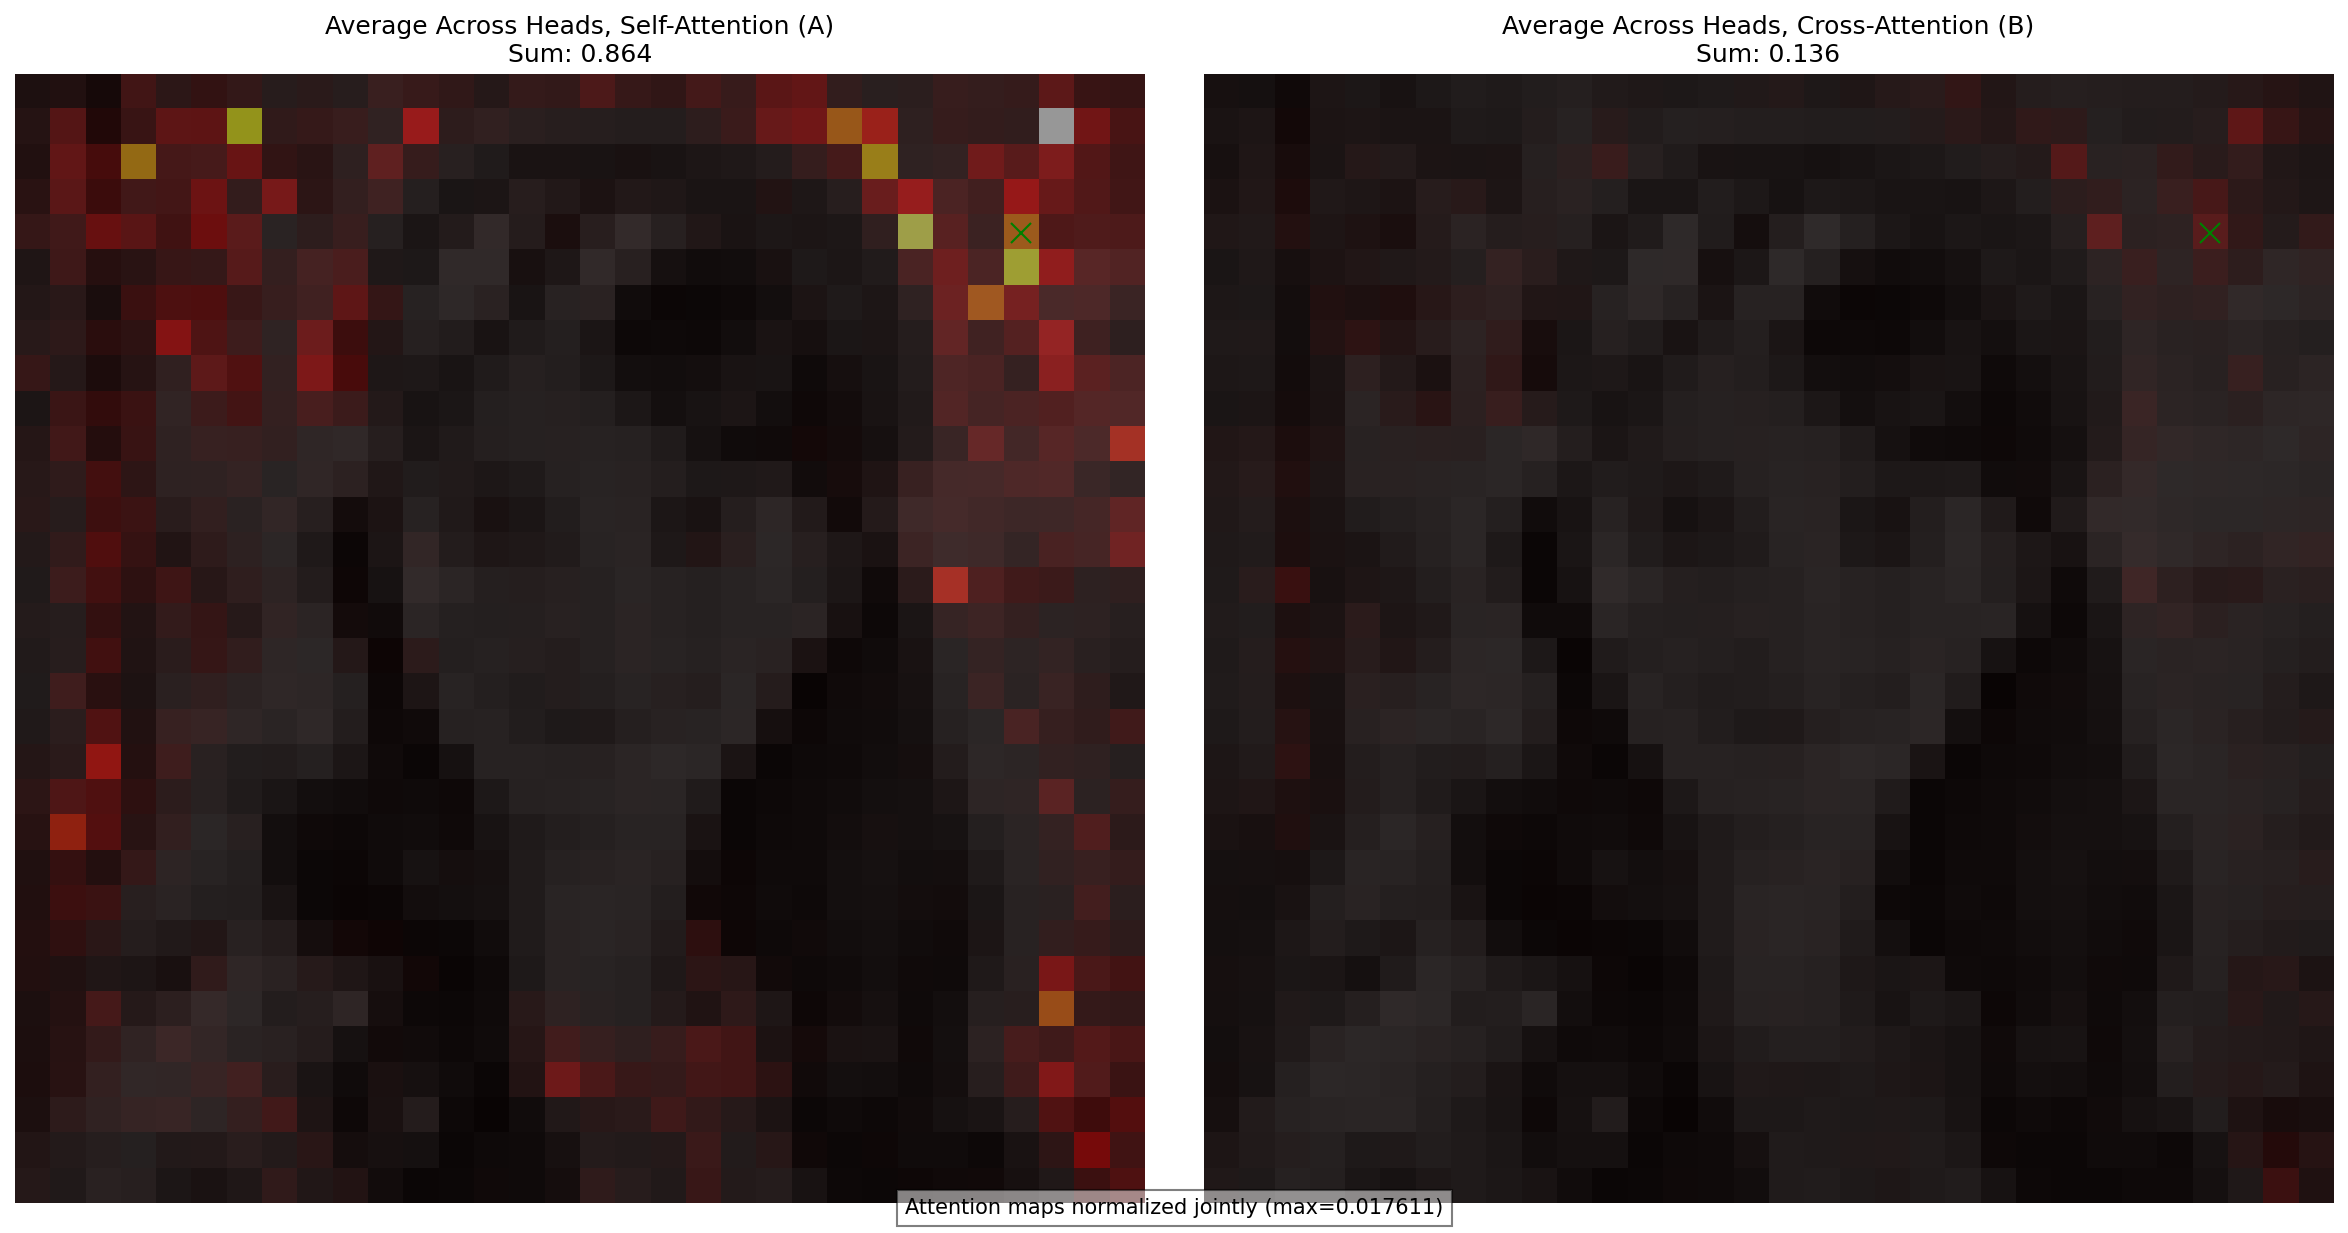 Average Across Heads, Self-Attention (A)
Sum: 0.864
Average Across Heads, Cross-Attention (B)
Sum: 0.136
Attention maps normalized jointly (max=0.017611)